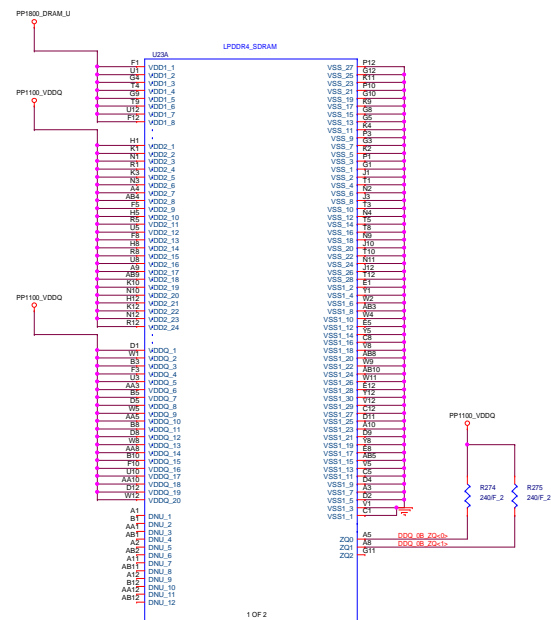 PP1800_DRAM_U
LPDDR4_SDRAM
U23A
F1 VDD1_1
U1 VDD1_2
G4 VDD1_3
T4 VDD1_4
G9 VDD1_5
T9 VDD1_6
U12 VDD1_7
F12 VDD1_8
PP1100_VDDQ
H1 VDD2_1
K1 VDD2_2
N1 VDD2_3
R1 VDD2_4
K3 VDD2_5
N3 VDD2_6
A4 VDD2_7
AB4 VDD2_8
F5 VDD2_9
H5 VDD2_10
R5 VDD2_11
U5 VDD2_12
F8 VDD2_13
H8 VDD2_14
R8 VDD2_15
U8 VDD2_16
A9 VDD2_17
AB9 VDD2_18
K10 VDD2_19
N10 VDD2_20
H12 VDD2_21
K12 VDD2_22
N12 VDD2_23
R12 VDD2_24
PP1100_VDDQ
D1 VDDQ_1
W1 VDDQ_2
B3 VDDQ_3
F3 VDDQ_4
U3 VDDQ_5
AA3 VDDQ_6
B5 VDDQ_7
D5 VDDQ_8
W5 VDDQ_9
AA5 VDDQ_10
B8 VDDQ_11
D8 VDDQ_12
W8 VDDQ_13
AA8 VDDQ_14
B10 VDDQ_15
F10 VDDQ_16
U10 VDDQ_17
AA10 VDDQ_18
D12 VDDQ_19
W12 VDDQ_20
A1 DNU_1
B1 DNU_2
AA1 DNU_3
AB1 DNU_4
A2 DNU_5
AB2 DNU_6
A11 DNU_7
AB11 DNU_8
A12 DNU_9
B12 DNU_10
AA12 DNU_11
AB12 DNU_12
VSS_27 P12
VSS_25 G12
VSS_23 K11
VSS_21 P10
VSS_19 G10
VSS_17 K9
VSS_15 G8
VSS_13 G5
VSS_11 K4
VSS_9 P3
VSS_7 G3
VSS_5 K2
VSS_3 P1
VSS_1 G1
VSS_2 J1
VSS_4 T1
VSS_6 N2
VSS_8 J3
VSS_10 T3
VSS_12 N4
VSS_14 T5
VSS_16 T8
VSS_18 N9
VSS_20 J10
VSS_22 T10
VSS_24 N11
VSS_26 J12
VSS_28 T12
VSS1_2 E1
VSS1_4 Y1
VSS1_6 W2
VSS1_8 AB3
VSS1_10 W4
VSS1_12 E5
VSS1_14 Y5
VSS1_16 C8
VSS1_18 V8
VSS1_20 AB8
VSS1_22 W9
VSS1_24 AB10
VSS1_26 W11
VSS1_28 E12
VSS1_30 Y12
VSS1_29 V12
VSS1_27 C12
VSS1_25 D11
VSS1_23 A10
VSS1_21 D9
VSS1_19 Y8
VSS1_17 E8
VSS1_15 AB5
VSS1_13 V5
VSS1_11 C5
VSS1_9 D4
VSS1_7 A3
VSS1_5 D2
VSS1_3 V1
VSS1_1 C1
PP1100_VDDQ
R274 R275
240/F_2 240/F_2
ZQ0 A5 DDQ_0B_ZQ<0>
ZQ1 A8 DDQ_0B_ZQ<1>
ZQ2 G11
1 OF 2